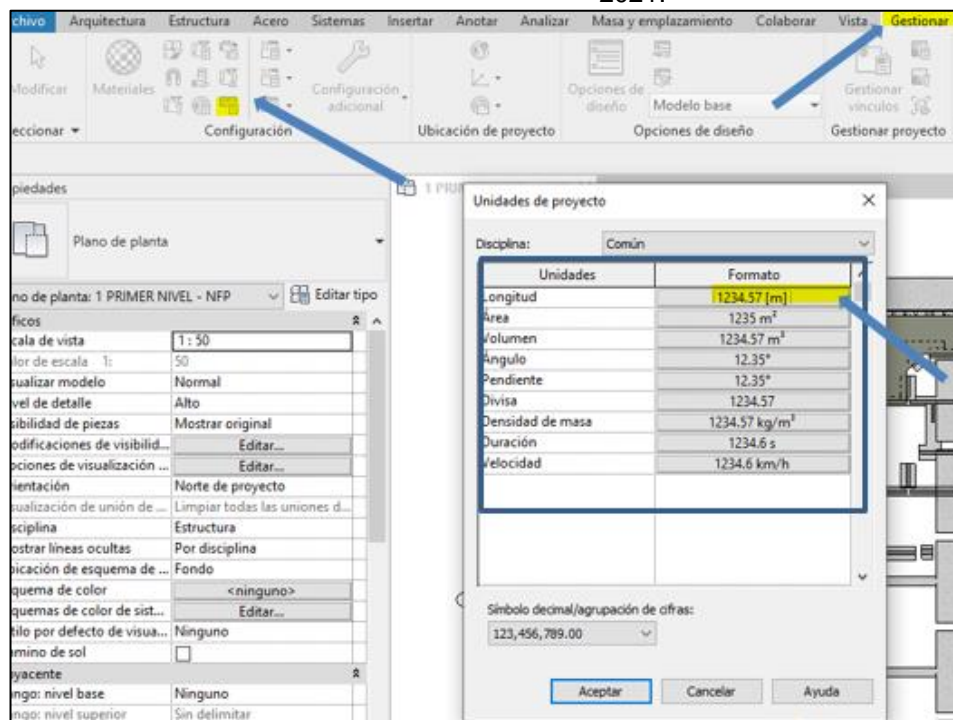 chivo Arquitectura Estructura Acero Sistemas Insertar Anotar Analizar Masa y emplazamiento Colaborar Vista Gestionar
Modificar Materiales Configuración adicional Opciones de diseño Modelo base Gestionar vínculos
eccionar Configuración Ubicación de proyecto Opciones de diseño Gestionar proyecto
piedades
Plano de planta
no de planta: 1 PRIMER NIVEL - NFP Editar tipo
ficos
cala de vista 1 : 50
lor de escala 1: 50
sualizar modelo Normal
vel de detalle Alto
sibilidad de piezas Mostrar original
odificaciones de visibilid... Editar...
pciones de visualización ... Editar...
ientación Norte de proyecto
sualización de unión de ... Limpiar todas las uniones d...
sciplina Estructura
ostrar líneas ocultas Por disciplina
bicación de esquema de ... Fondo
quema de color <ninguno>
quemas de color de sist... Editar...
tilo por defecto de visua... Ninguno
mino de sol
yacente
ngo: nivel base Ninguno
ngo: nivel superior Sin delimitar
Unidades de proyecto
Disciplina: Común
Unidades Formato
Longitud 1234.57 [m]
Área 1235 m²
Volumen 1234.57 m³
Ángulo 12.35°
Pendiente 12.35°
Divisa 1234.57
Densidad de masa 1234.57 kg/m³
Duración 1234.6 s
Velocidad 1234.6 km/h
Símbolo decimal/agrupación de cifras:
123,456,789.00
Aceptar Cancelar Ayuda